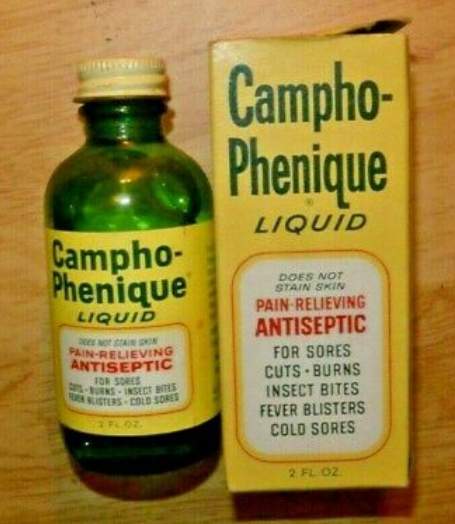 Campho-
Phenique®
LIQUID
DOES NOT STAIN SKIN
PAIN-RELIEVING
ANTISEPTIC
FOR SORES
CUTS - BURNS - INSECT BITES
FEVER BLISTERS - COLD SORES
2 FL. OZ.
Campho-
Phenique
®
LIQUID
DOES NOT
STAIN SKIN
PAIN-RELIEVING
ANTISEPTIC
FOR SORES
CUTS • BURNS
INSECT BITES
FEVER BLISTERS
COLD SORES
2 FL. OZ.